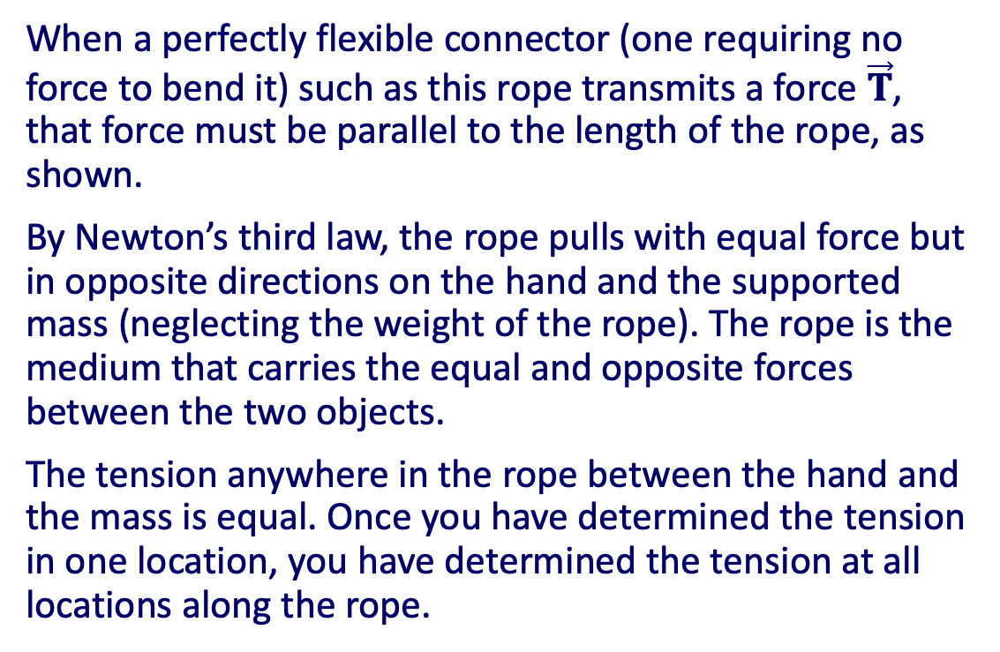 When a perfectly flexible connector (one requiring no
force to bend it) such as this rope transmits a force T⃗,
that force must be parallel to the length of the rope, as
shown.
By Newton’s third law, the rope pulls with equal force but
in opposite directions on the hand and the supported
mass (neglecting the weight of the rope). The rope is the
medium that carries the equal and opposite forces
between the two objects.
The tension anywhere in the rope between the hand and
the mass is equal. Once you have determined the tension
in one location, you have determined the tension at all
locations along the rope.